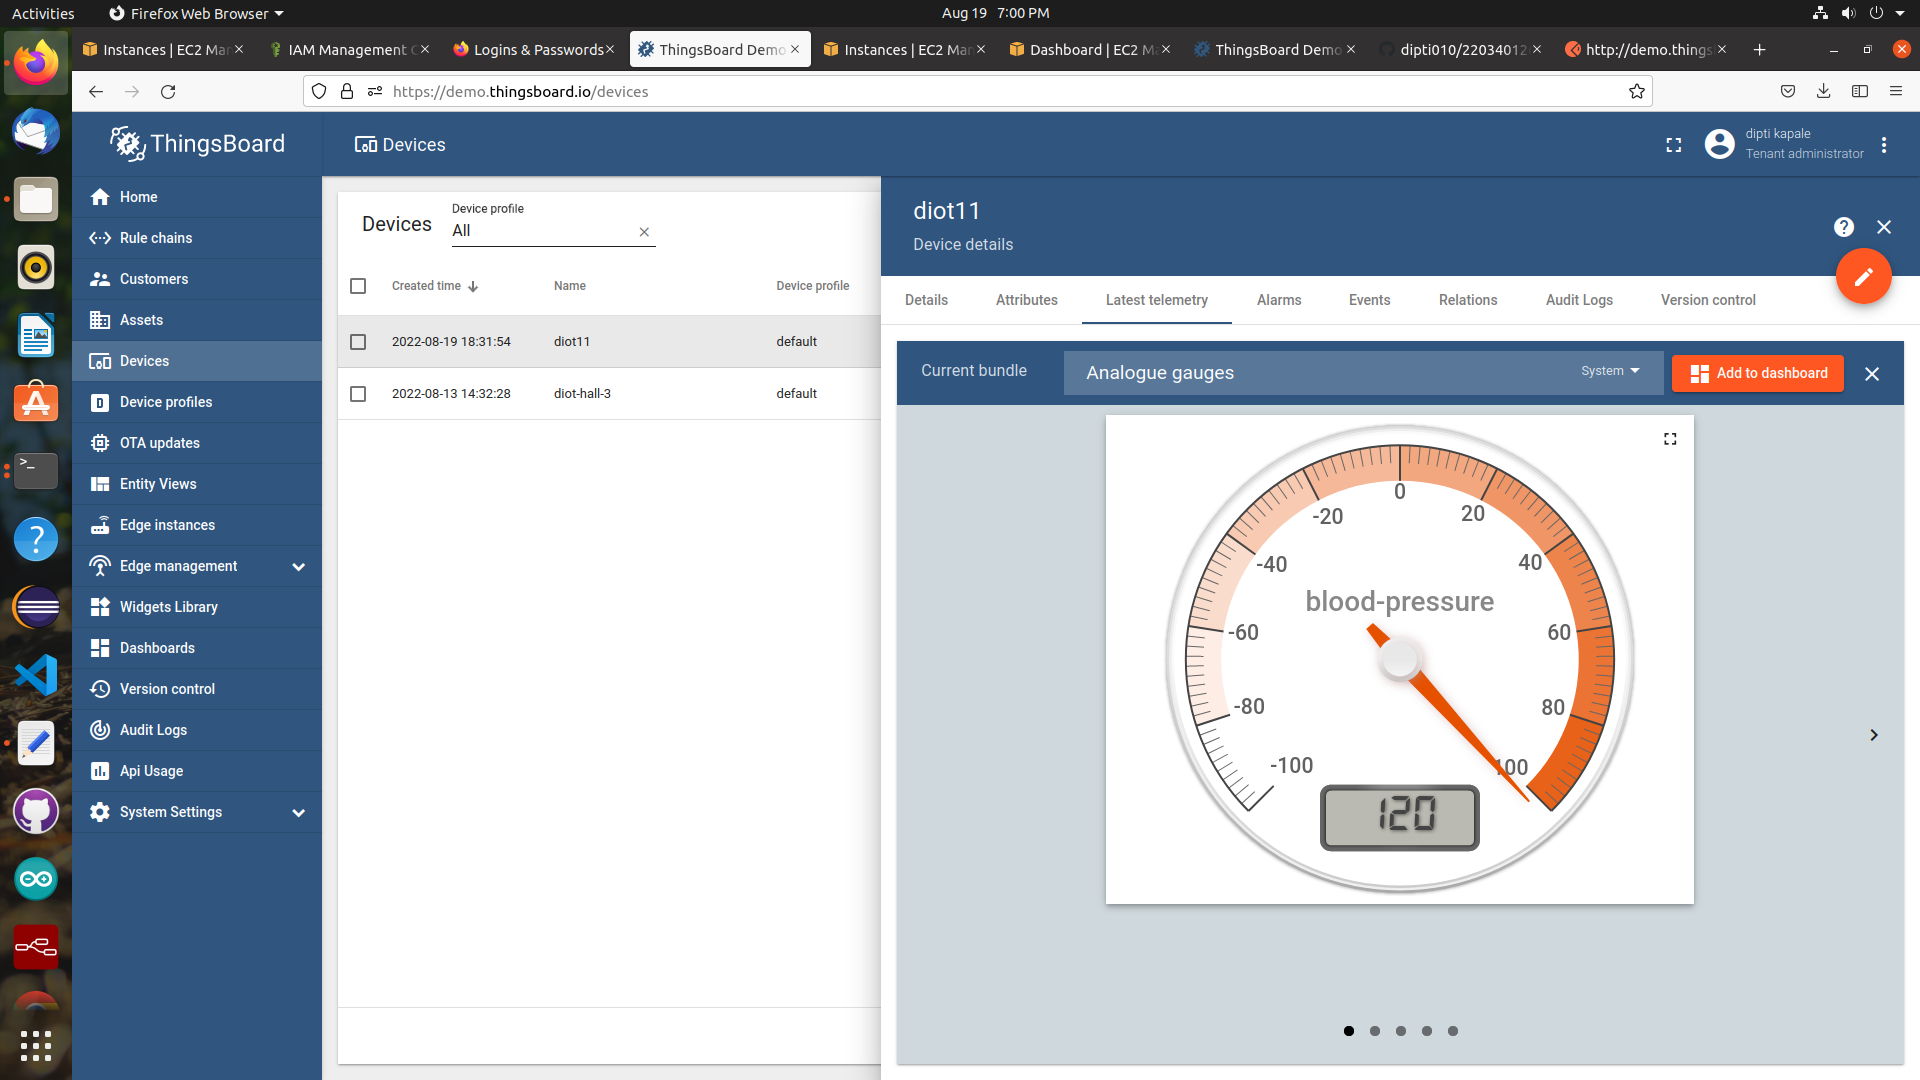 Activities
Firefox Web Browser
Aug 19 7:00 PM
Instances | EC2 Mar
IAM Management C
Logins & Passwords
ThingsBoard Demo
Instances | EC2 Mar
Dashboard | EC2 Ma
ThingsBoard Demo
dipti010/22034012
http://demo.things
https://demo.thingsboard.io/devices
ThingsBoard
Devices
dipti kapale
Tenant administrator
Home
Rule chains
Customers
Assets
Devices
Device profiles
OTA updates
Entity Views
Edge instances
Edge management
Widgets Library
Dashboards
Version control
Audit Logs
Api Usage
System Settings
Devices
Device profile
All
Created time
Name
Device profile
2022-08-19 18:31:54
diot11
default
2022-08-13 14:32:28
diot-hall-3
default
diot11
Device details
Details
Attributes
Latest telemetry
Alarms
Events
Relations
Audit Logs
Version control
Current bundle
Analogue gauges
System
Add to dashboard
0
-20
20
-40
40
blood-pressure
-60
60
-80
80
-100
100
120